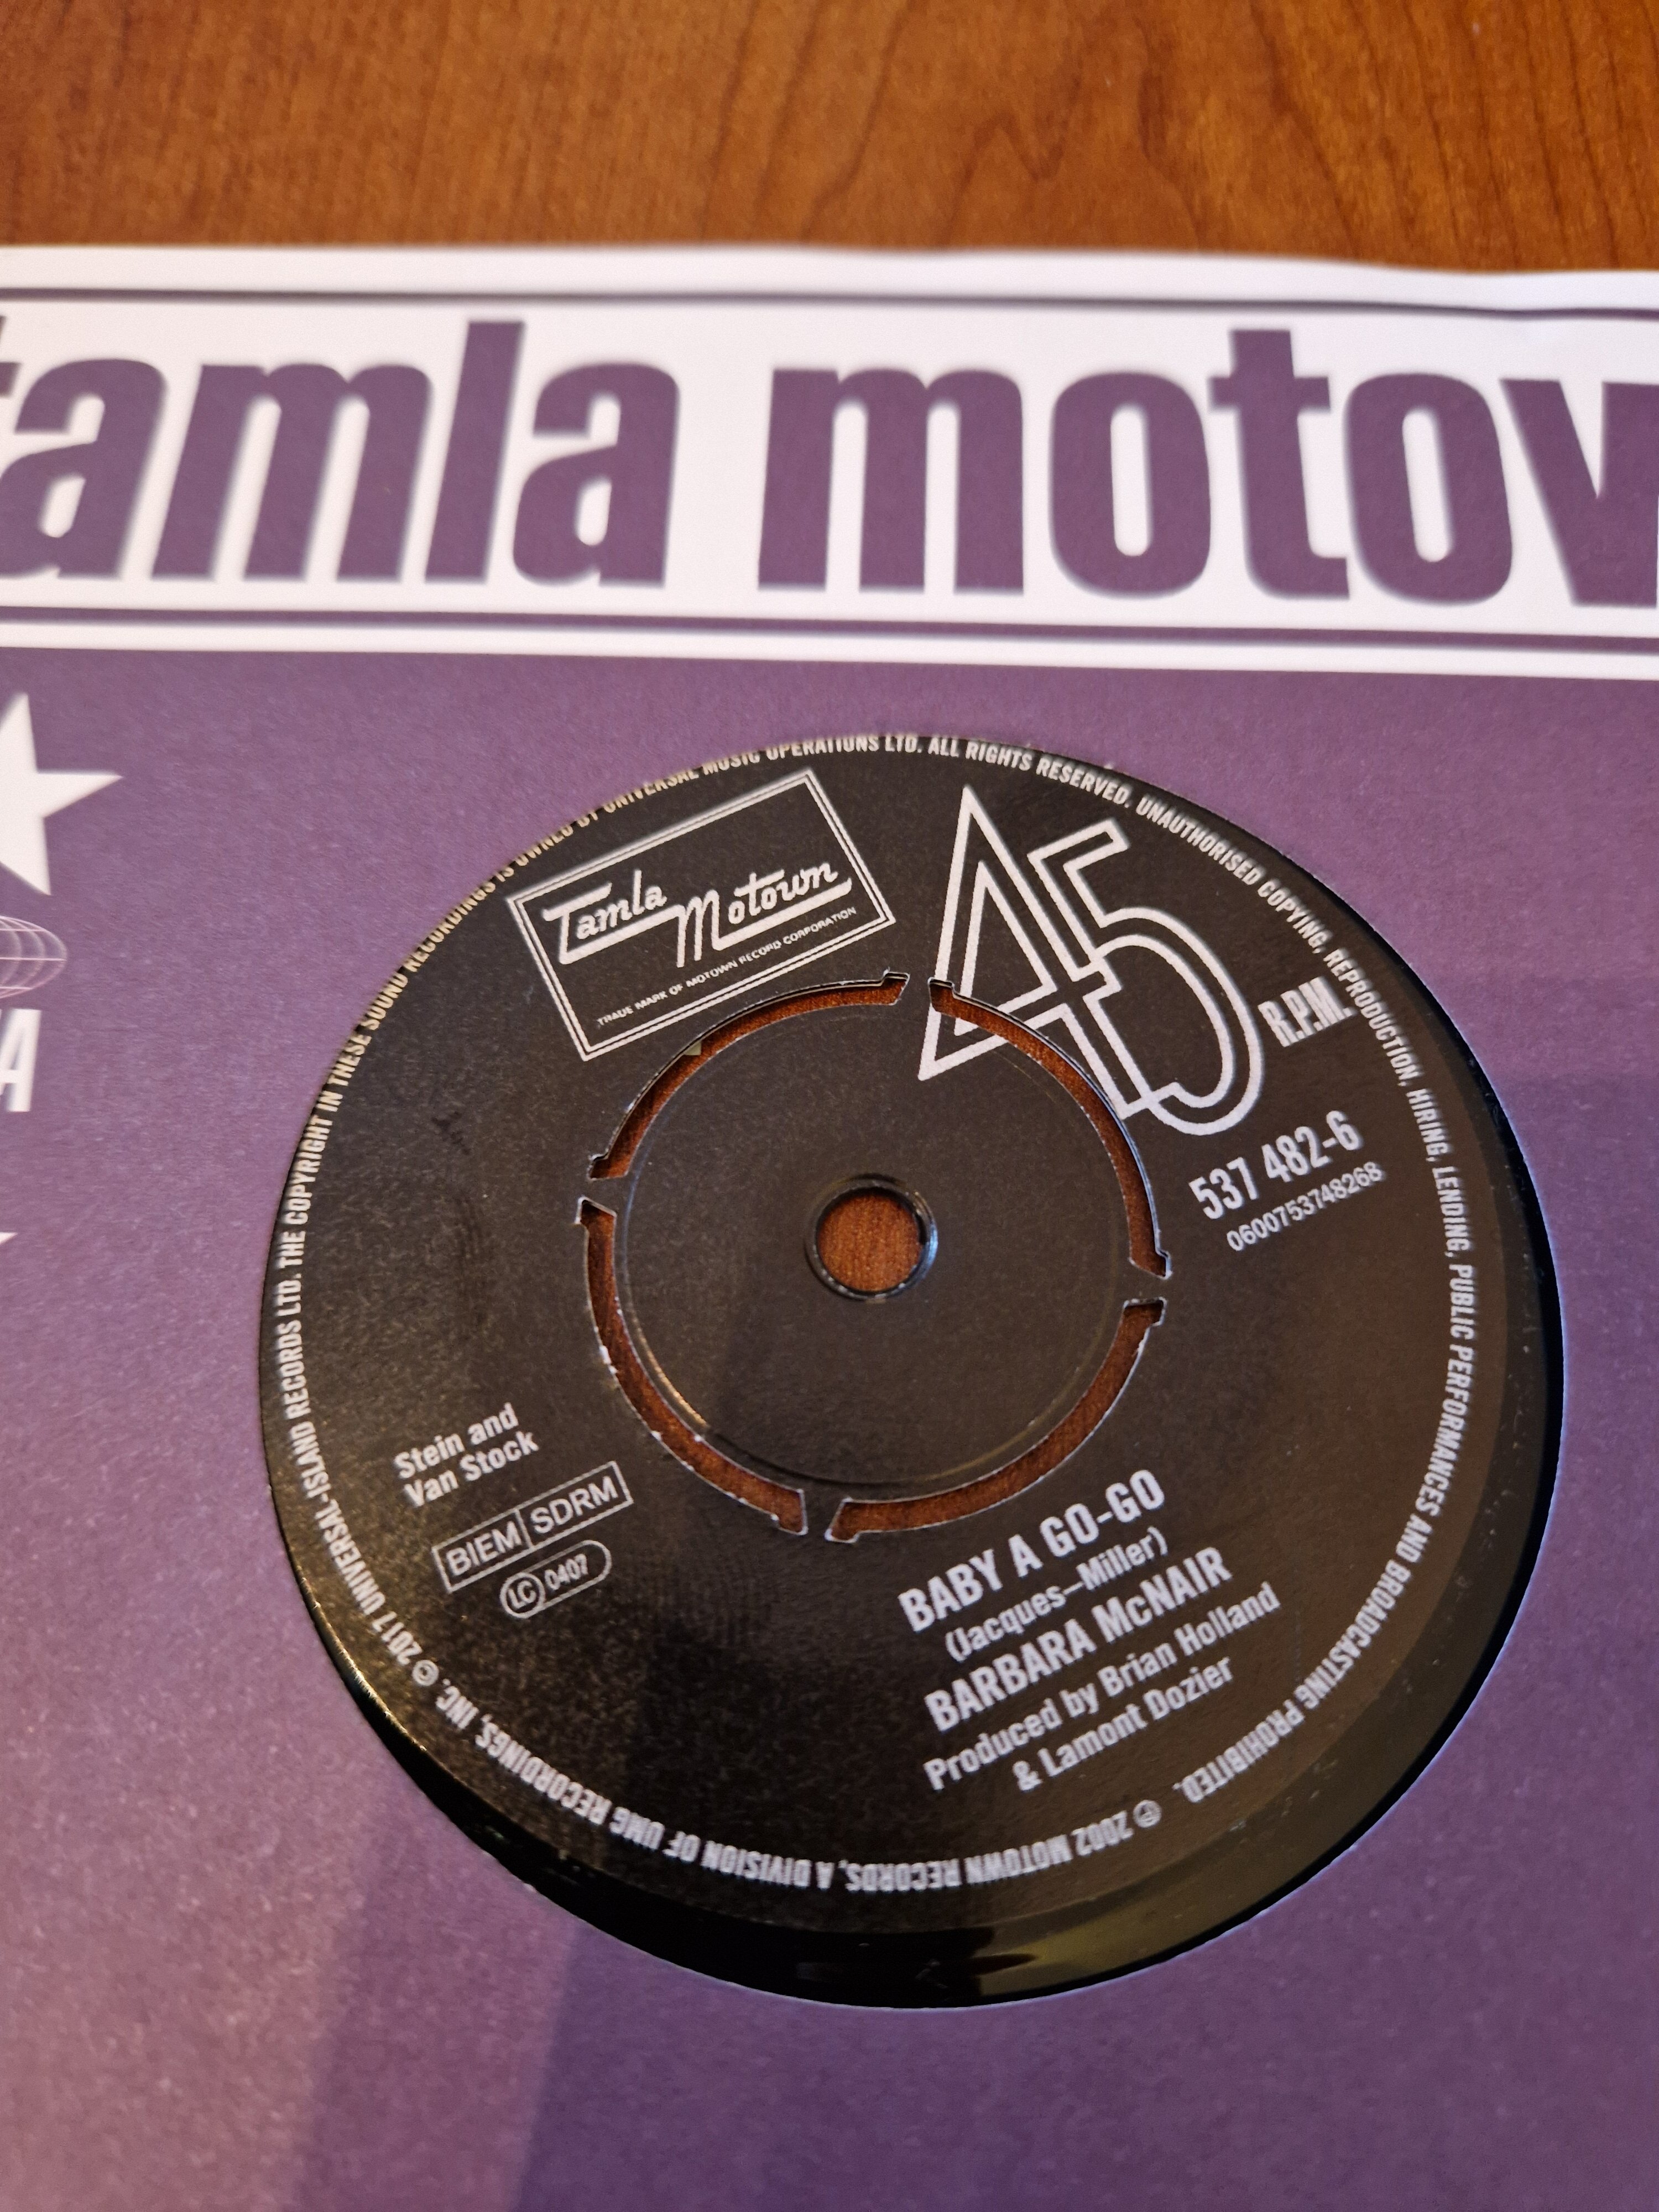 tamla motow
A
Tamla Motown
TRADE MARK OF MOTOWN RECORD CORPORATION
45 R.P.M.
537 482-6
0600753748268
Stein and
Van Stock
BIEM SDRM
LC 0407
BABY A GO-GO
(Jacques–Miller)
BARBARA McNAIR
Produced by Brian Holland
& Lamont Dozier
℗ 2002 MOTOWN RECORDS, A DIVISION OF UMG RECORDINGS, INC. © 2017 UNIVERSAL-ISLAND RECORDS LTD. THE COPYRIGHT IN THESE SOUND RECORDINGS IS OWNED BY UNIVERSAL MUSIC OPERATIONS LTD. ALL RIGHTS RESERVED. UNAUTHORISED COPYING, REPRODUCTION, HIRING, LENDING, PUBLIC PERFORMANCES AND BROADCASTING PROHIBITED.